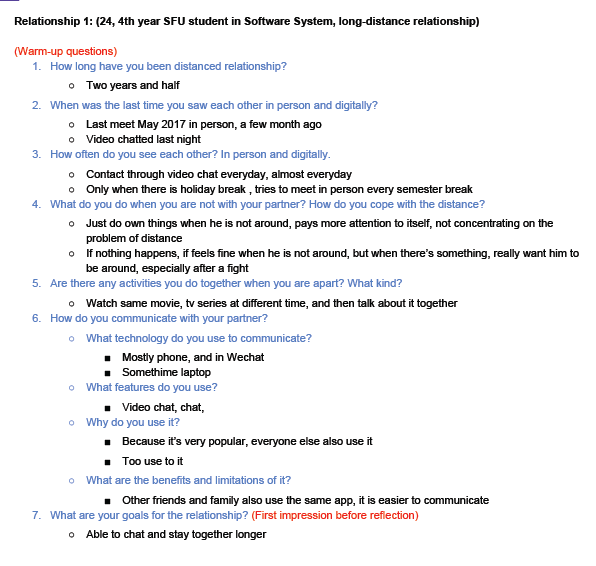 Relationship 1: (24, 4th year SFU student in Software System, long-distance relationship)
(Warm-up questions)
1. How long have you been distanced relationship?
○ Two years and half
2. When was the last time you saw each other in person and digitally?
○ Last meet May 2017 in person, a few month ago
○ Video chatted last night
3. How often do you see each other? In person and digitally.
○ Contact through video chat everyday, almost everyday
○ Only when there is holiday break , tries to meet in person every semester break
4. What do you do when you are not with your partner? How do you cope with the distance?
○ Just do own things when he is not around, pays more attention to itself, not concentrating on the
problem of distance
○ If nothing happens, if feels fine when he is not around, but when there's something, really want him to
be around, especially after a fight
5. Are there any activities you do together when you are apart? What kind?
○ Watch same movie, tv series at different time, and then talk about it together
6. How do you communicate with your partner?
○ What technology do you use to communicate?
■ Mostly phone, and in Wechat
■ Somethime laptop
○ What features do you use?
■ Video chat, chat,
○ Why do you use it?
■ Because it's very popular, everyone else also use it
■ Too use to it
○ What are the benefits and limitations of it?
■ Other friends and family also use the same app, it is easier to communicate
7. What are your goals for the relationship? (First impression before reflection)
○ Able to chat and stay together longer